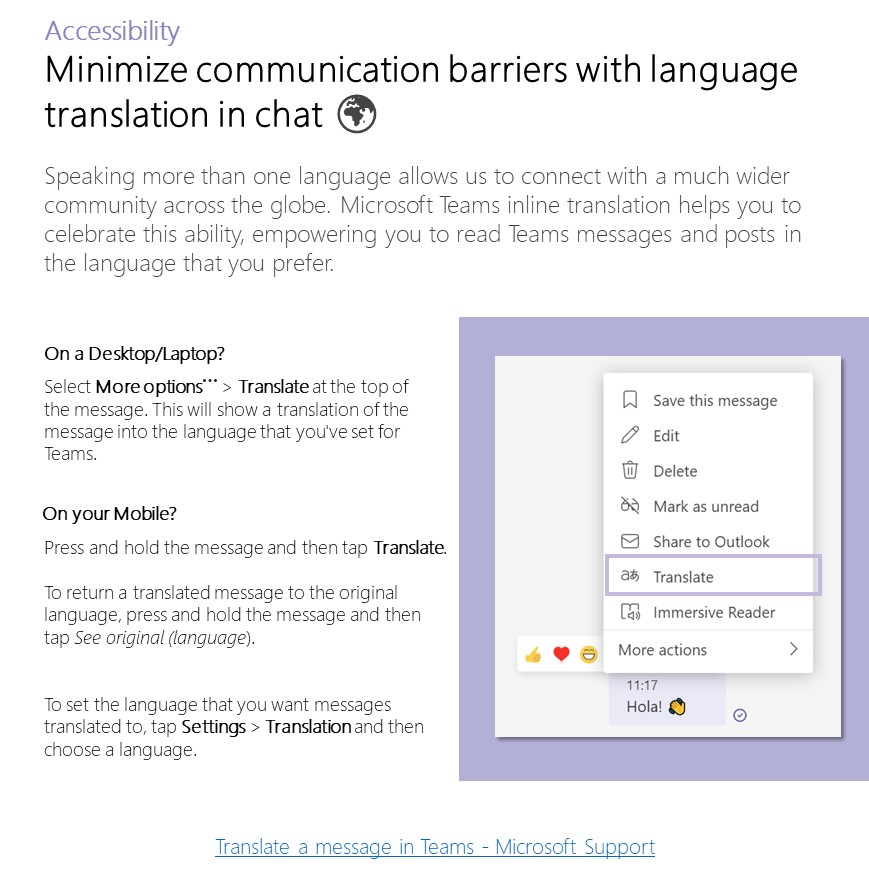 Accessibility
Minimize communication barriers with language
translation in chat
Speaking more than one language allows us to connect with a much wider
community across the globe. Microsoft Teams inline translation helps you to
celebrate this ability, empowering you to read Teams messages and posts in
the language that you prefer.
On a Desktop/Laptop?
Select More options••• > Translate at the top of
the message. This will show a translation of the
message into the language that you've set for
Teams.
On your Mobile?
Press and hold the message and then tap Translate.
To return a translated message to the original
language, press and hold the message and then
tap See original (language).
To set the language that you want messages
translated to, tap Settings > Translation and then
choose a language.
Save this message
Edit
Delete
Mark as unread
Share to Outlook
aあ Translate
Immersive Reader
More actions
11:17
Hola! 👋
Translate a message in Teams - Microsoft Support